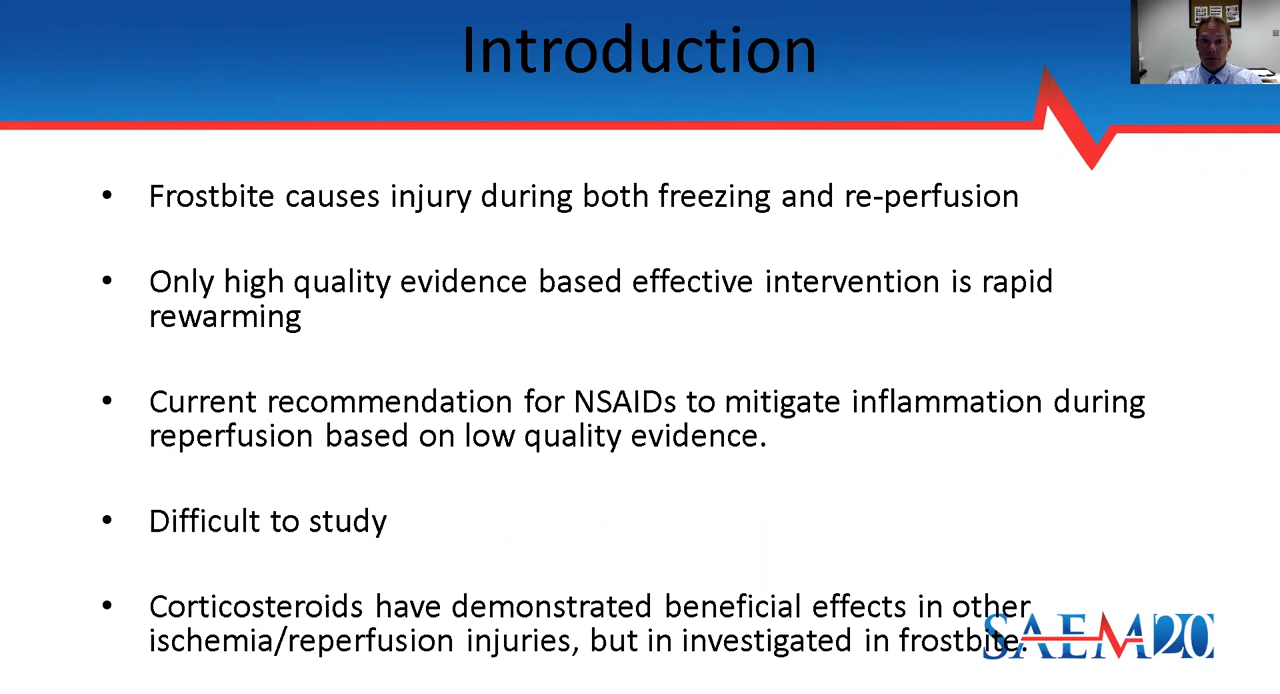 Introduction
• Frostbite causes injury during both freezing and re-perfusion
• Only high quality evidence based effective intervention is rapid
rewarming
• Current recommendation for NSAIDs to mitigate inflammation during
reperfusion based on low quality evidence.
• Difficult to study
• Corticosteroids have demonstrated beneficial effects in other
ischemia/reperfusion injuries, but in investigated in frostbite.
SAEM20